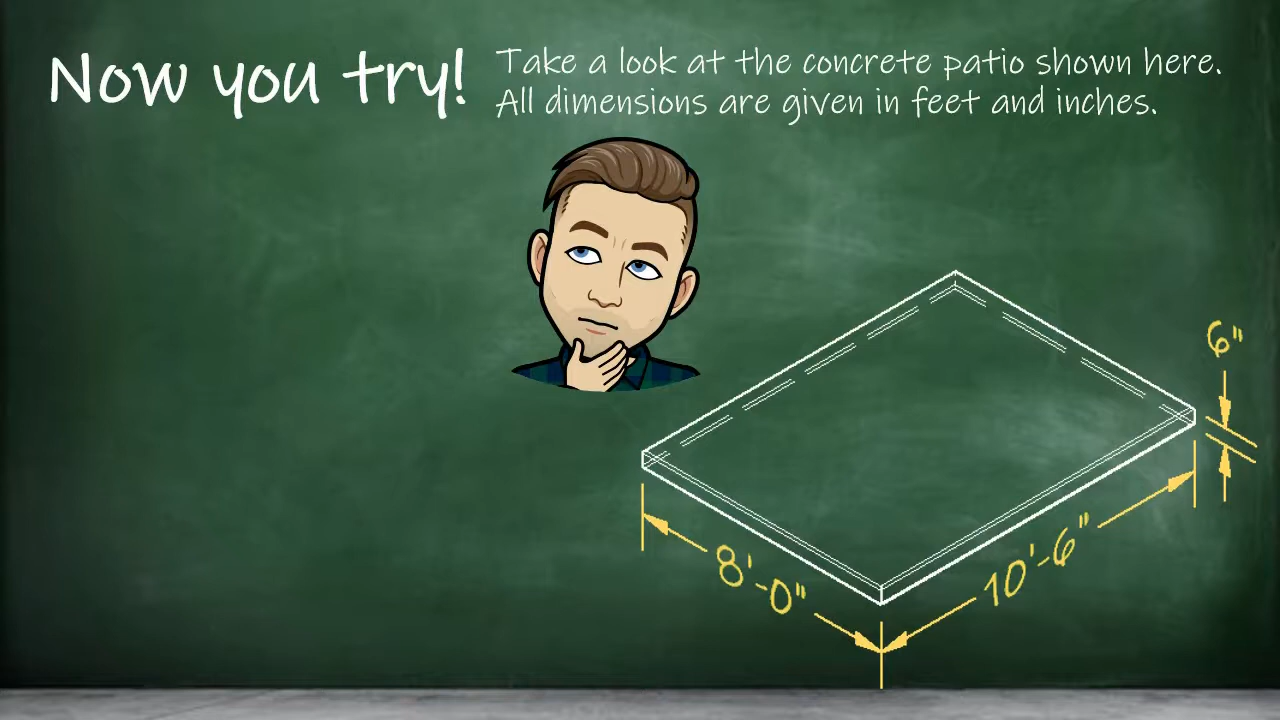 Now you try!
Take a look at the concrete patio shown here.
All dimensions are given in feet and inches.
6"
8'-0"
10'-6"